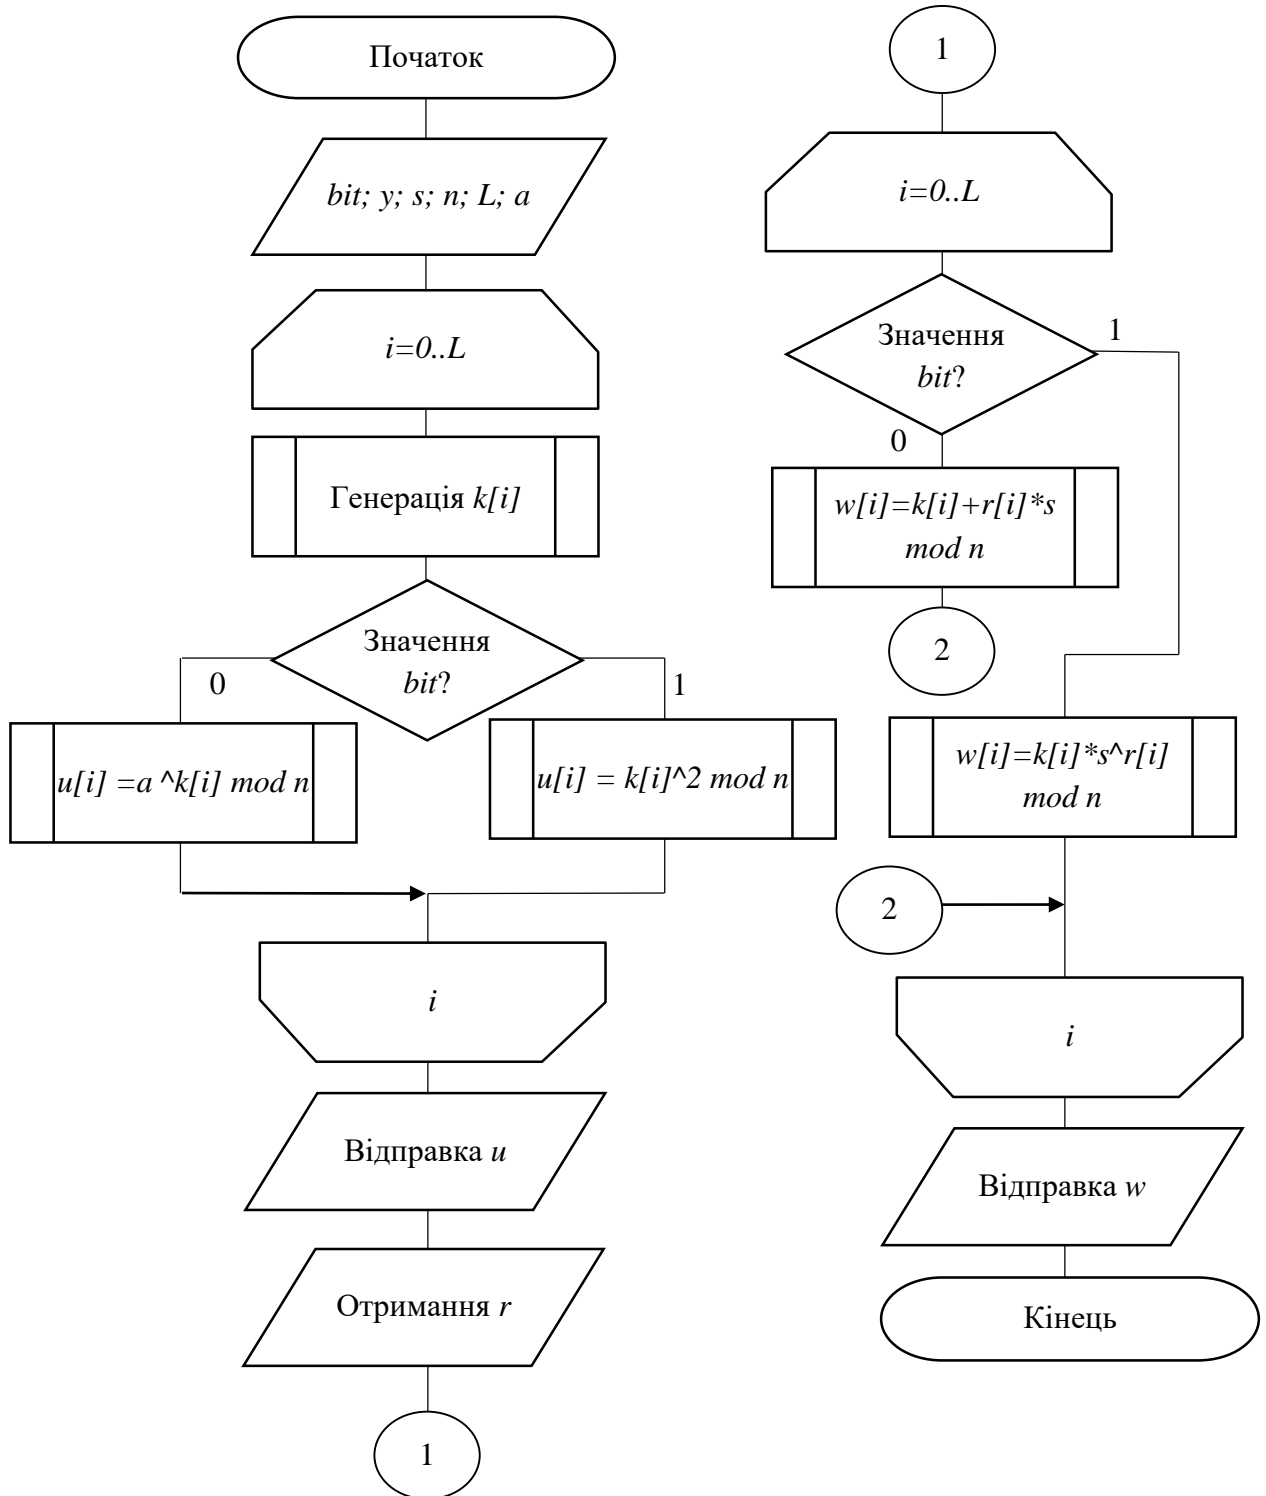 Початок
bit; y; s; n; L; a
i=0..L
Генерація k[i]
Значення
bit?
0
1
u[i] =a ^k[i] mod n
u[i] = k[i]^2 mod n
i
Відправка u
Отримання r
1
1
i=0..L
Значення
bit?
1
0
w[i]=k[i]+r[i]*s
mod n
2
w[i]=k[i]*s^r[i]
mod n
2
i
Відправка w
Кінець